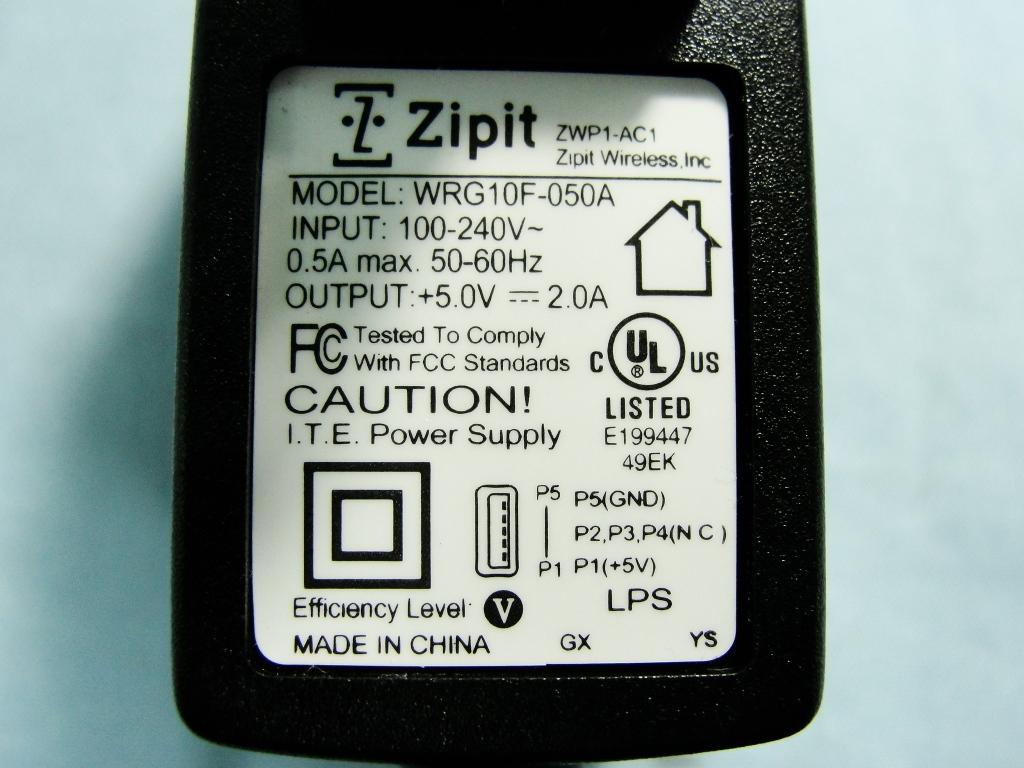 Zipit ZWP1-AC1
Zipit Wireless,Inc
MODEL: WRG10F-050A
INPUT: 100-240V~
0.5A max. 50-60Hz
OUTPUT:+5.0V ⎓ 2.0A
FC Tested To Comply
With FCC Standards
C UL® US
LISTED
E199447
49EK
CAUTION!
I.T.E. Power Supply
P5 P5(GND)
P2,P3,P4(N C )
P1 P1(+5V)
LPS
Efficiency Level V
MADE IN CHINA GX YS